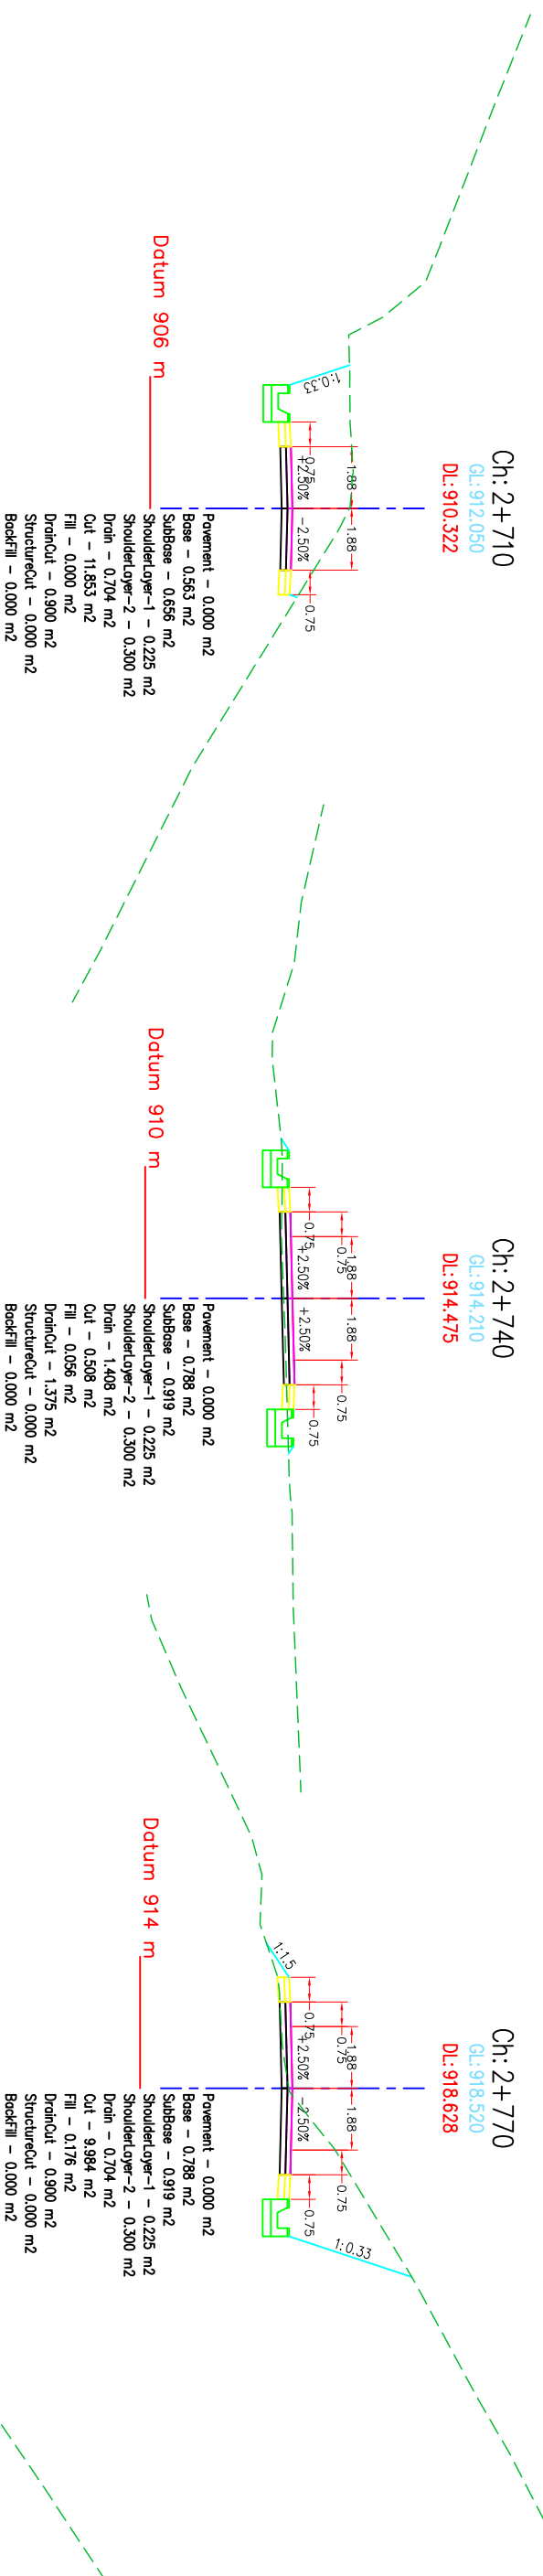 Ch: 2+710
GL:912.050
DL:910.322
1.88
1.88
0.75
0.75
+2.50%
-2.50%
1:0.33
Datum 906 m
Pavement - 0.000 m2
Base - 0.563 m2
SubBase - 0.656 m2
ShoulderLayer-1 - 0.225 m2
ShoulderLayer-2 - 0.300 m2
Drain - 0.704 m2
Cut - 11.853 m2
Fill - 0.000 m2
DrainCut - 0.900 m2
StructureCut - 0.000 m2
BackFill - 0.000 m2
Ch: 2+740
GL:914.210
DL:914.475
1.88
1.88
0.75
0.75
0.75
0.75
+2.50%
+2.50%
Datum 910 m
Pavement - 0.000 m2
Base - 0.788 m2
SubBase - 0.919 m2
ShoulderLayer-1 - 0.225 m2
ShoulderLayer-2 - 0.300 m2
Drain - 1.408 m2
Cut - 0.508 m2
Fill - 0.056 m2
DrainCut - 1.375 m2
StructureCut - 0.000 m2
BackFill - 0.000 m2
Ch: 2+770
GL:918.520
DL:918.628
1.88
1.88
0.75
0.75
0.75
0.75
+2.50%
-2.50%
1:1.5
1:0.33
Datum 914 m
Pavement - 0.000 m2
Base - 0.788 m2
SubBase - 0.919 m2
ShoulderLayer-1 - 0.225 m2
ShoulderLayer-2 - 0.300 m2
Drain - 0.704 m2
Cut - 9.984 m2
Fill - 0.176 m2
DrainCut - 0.900 m2
StructureCut - 0.000 m2
BackFill - 0.000 m2